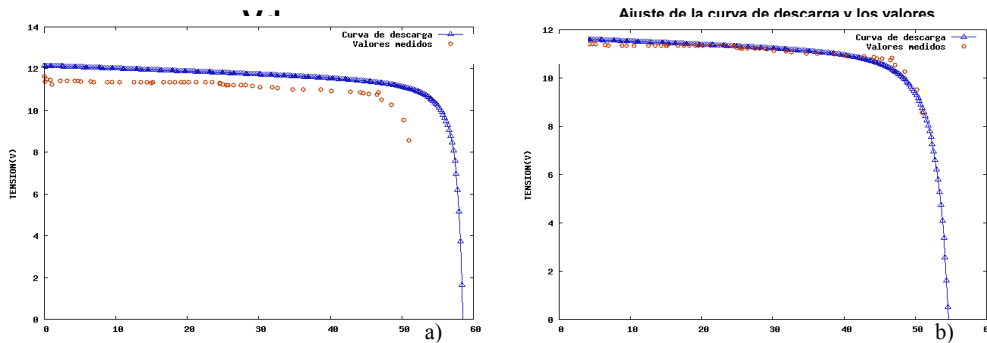 Ajuste de la curva de descarga y los valores
14
12
10
8
6
4
2
0
TENSION(V)
Curva de descarga
Valores medidos
0 10 20 30 40 50 60
a)
12
10
8
6
4
2
0
TENSION(V)
Curva de descarga
Valores medidos
0 10 20 30 40 50 60
b)